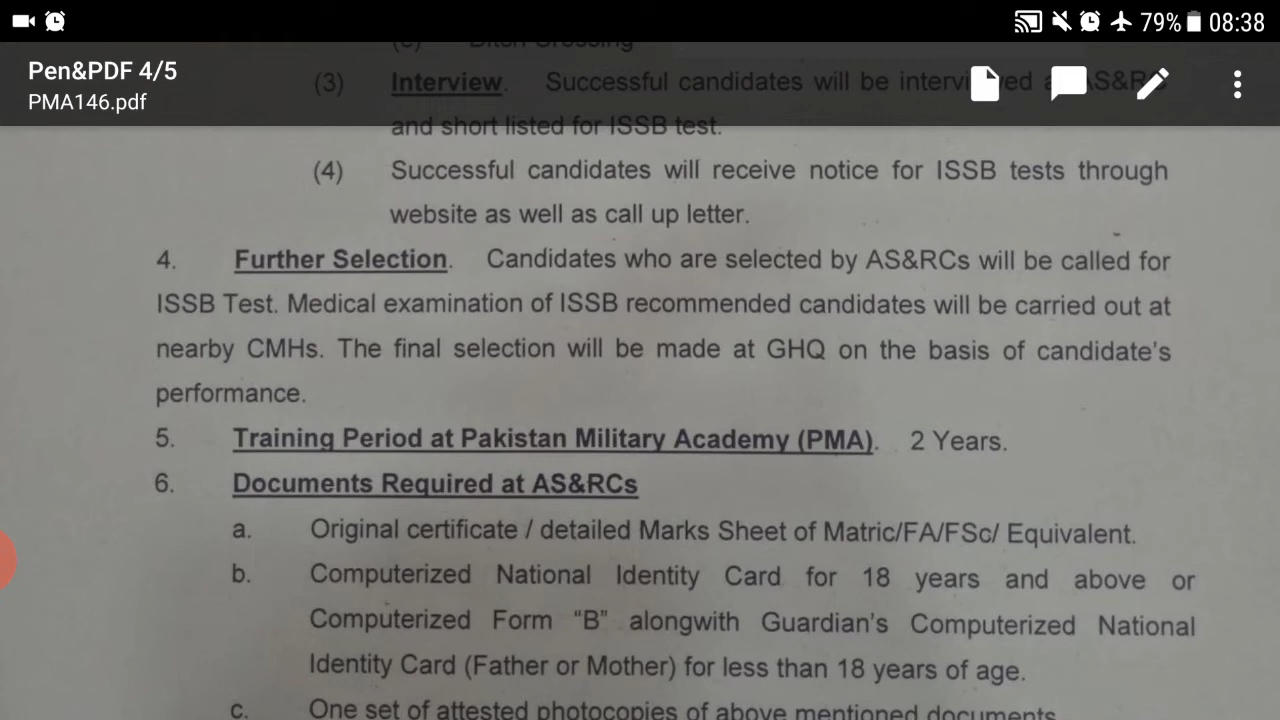 79% 08:38
Pen&PDF 4/5
PMA146.pdf
(3) Interview. Successful candidates will be
and short listed for ISSB test.
(4) Successful candidates will receive notice for ISSB tests through
website as well as call up letter.
4. Further Selection. Candidates who are selected by AS&RCs will be called for
ISSB Test. Medical examination of ISSB recommended candidates will be carried out at
nearby CMHs. The final selection will be made at GHQ on the basis of candidate's
performance.
5. Training Period at Pakistan Military Academy (PMA). 2 Years.
6. Documents Required at AS&RCs
a. Original certificate / detailed Marks Sheet of Matric/FA/FSc/ Equivalent.
b. Computerized National Identity Card for 18 years and above or
Computerized Form “B” alongwith Guardian's Computerized National
Identity Card (Father or Mother) for less than 18 years of age.
c. One set of attested photocopies of above mentioned documents